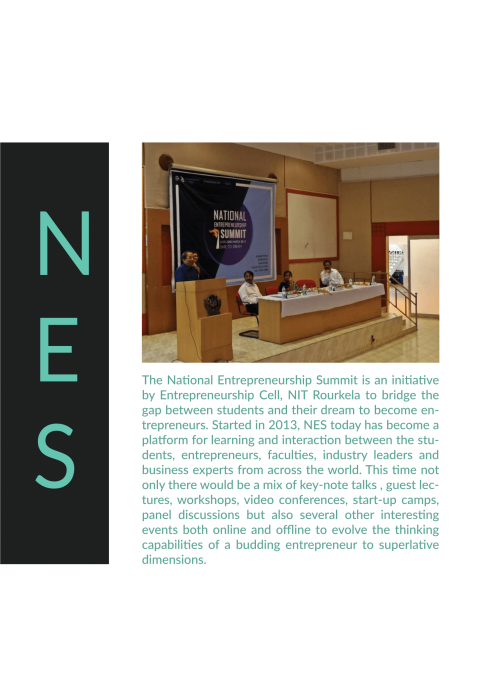 N
E
S
NATIONAL
ENTREPRENEURSHIP
SUMMIT
The National Entrepreneurship Summit is an initiative
by Entrepreneurship Cell, NIT Rourkela to bridge the
gap between students and their dream to become en-
trepreneurs. Started in 2013, NES today has become a
platform for learning and interaction between the stu-
dents, entrepreneurs, faculties, industry leaders and
business experts from across the world. This time not
only there would be a mix of key-note talks , guest lec-
tures, workshops, video conferences, start-up camps,
panel discussions but also several other interesting
events both online and offline to evolve the thinking
capabilities of a budding entrepreneur to superlative
dimensions.